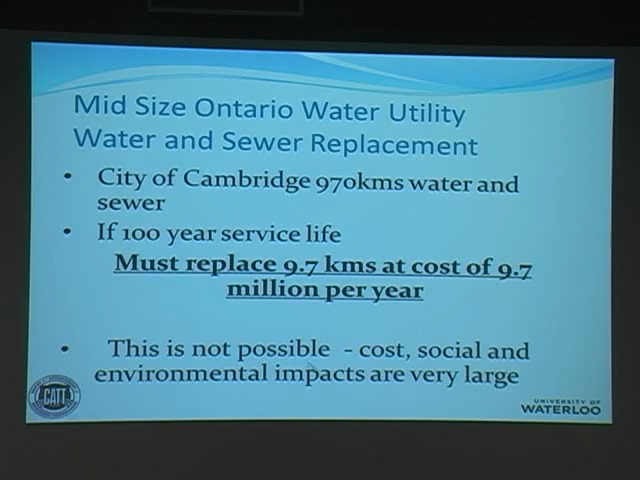 Mid Size Ontario Water Utility
Water and Sewer Replacement
• City of Cambridge 970kms water and
sewer
• If 100 year service life
Must replace 9.7 kms at cost of 9.7
million per year
• This is not possible - cost, social and
environmental impacts are very large
CATT
UNIVERSITY OF
WATERLOO